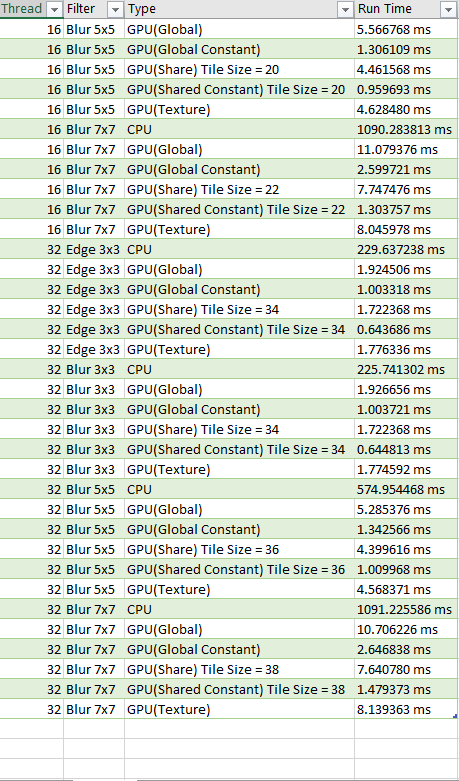 Thread Filter Type Run Time
16 Blur 5x5 GPU(Global) 5.566768 ms
16 Blur 5x5 GPU(Global Constant) 1.306109 ms
16 Blur 5x5 GPU(Share) Tile Size = 20 4.461568 ms
16 Blur 5x5 GPU(Shared Constant) Tile Size = 20 0.959693 ms
16 Blur 5x5 GPU(Texture) 4.628480 ms
16 Blur 7x7 CPU 1090.283813 ms
16 Blur 7x7 GPU(Global) 11.079376 ms
16 Blur 7x7 GPU(Global Constant) 2.599721 ms
16 Blur 7x7 GPU(Share) Tile Size = 22 7.747476 ms
16 Blur 7x7 GPU(Shared Constant) Tile Size = 22 1.303757 ms
16 Blur 7x7 GPU(Texture) 8.045978 ms
32 Edge 3x3 CPU 229.637238 ms
32 Edge 3x3 GPU(Global) 1.924506 ms
32 Edge 3x3 GPU(Global Constant) 1.003318 ms
32 Edge 3x3 GPU(Share) Tile Size = 34 1.722368 ms
32 Edge 3x3 GPU(Shared Constant) Tile Size = 34 0.643686 ms
32 Edge 3x3 GPU(Texture) 1.776336 ms
32 Blur 3x3 CPU 225.741302 ms
32 Blur 3x3 GPU(Global) 1.926656 ms
32 Blur 3x3 GPU(Global Constant) 1.003721 ms
32 Blur 3x3 GPU(Share) Tile Size = 34 1.722368 ms
32 Blur 3x3 GPU(Shared Constant) Tile Size = 34 0.644813 ms
32 Blur 3x3 GPU(Texture) 1.774592 ms
32 Blur 5x5 CPU 574.954468 ms
32 Blur 5x5 GPU(Global) 5.285376 ms
32 Blur 5x5 GPU(Global Constant) 1.342566 ms
32 Blur 5x5 GPU(Share) Tile Size = 36 4.399616 ms
32 Blur 5x5 GPU(Shared Constant) Tile Size = 36 1.009968 ms
32 Blur 5x5 GPU(Texture) 4.568371 ms
32 Blur 7x7 CPU 1091.225586 ms
32 Blur 7x7 GPU(Global) 10.706226 ms
32 Blur 7x7 GPU(Global Constant) 2.646838 ms
32 Blur 7x7 GPU(Share) Tile Size = 38 7.640780 ms
32 Blur 7x7 GPU(Shared Constant) Tile Size = 38 1.479373 ms
32 Blur 7x7 GPU(Texture) 8.139363 ms